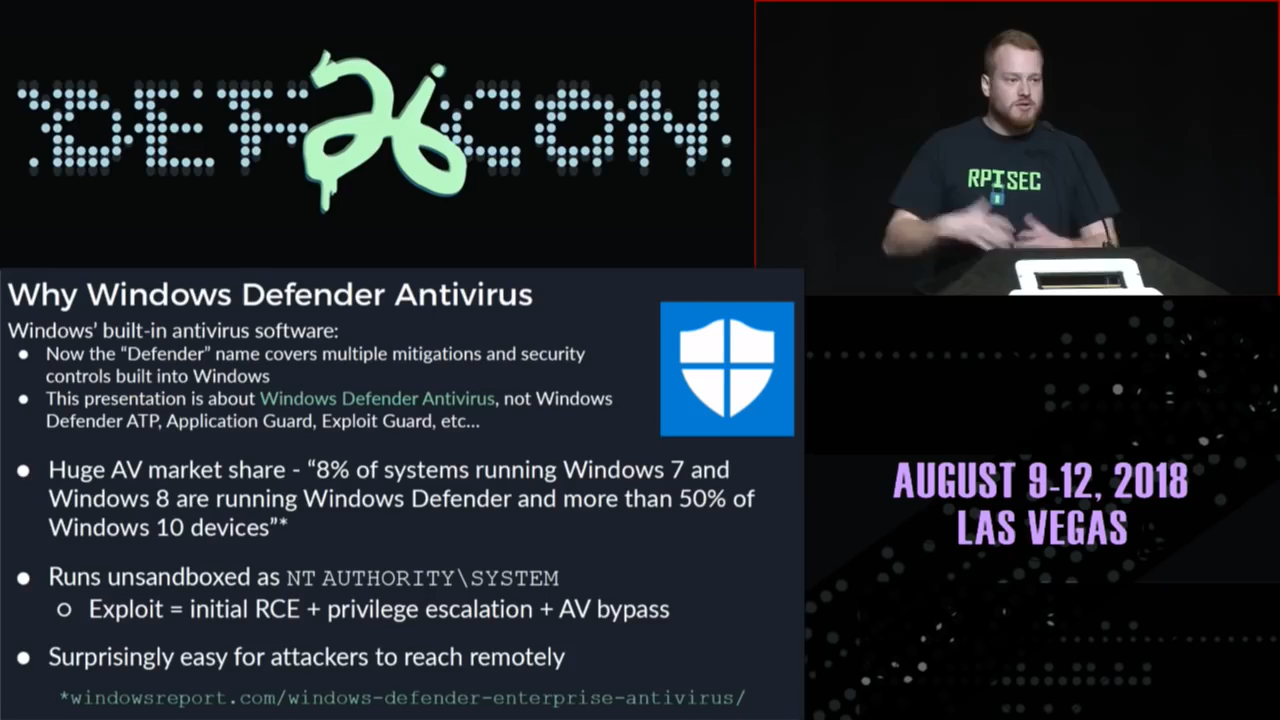 DEF CON
26
RPISEC
Why Windows Defender Antivirus
Windows’ built-in antivirus software:
● Now the “Defender” name covers multiple mitigations and security
controls built into Windows
● This presentation is about Windows Defender Antivirus, not Windows
Defender ATP, Application Guard, Exploit Guard, etc...
● Huge AV market share - “8% of systems running Windows 7 and
Windows 8 are running Windows Defender and more than 50% of
Windows 10 devices”*
● Runs unsandboxed as NT AUTHORITY\SYSTEM
○ Exploit = initial RCE + privilege escalation + AV bypass
● Surprisingly easy for attackers to reach remotely
*windowsreport.com/windows-defender-enterprise-antivirus/
AUGUST 9-12, 2018
LAS VEGAS